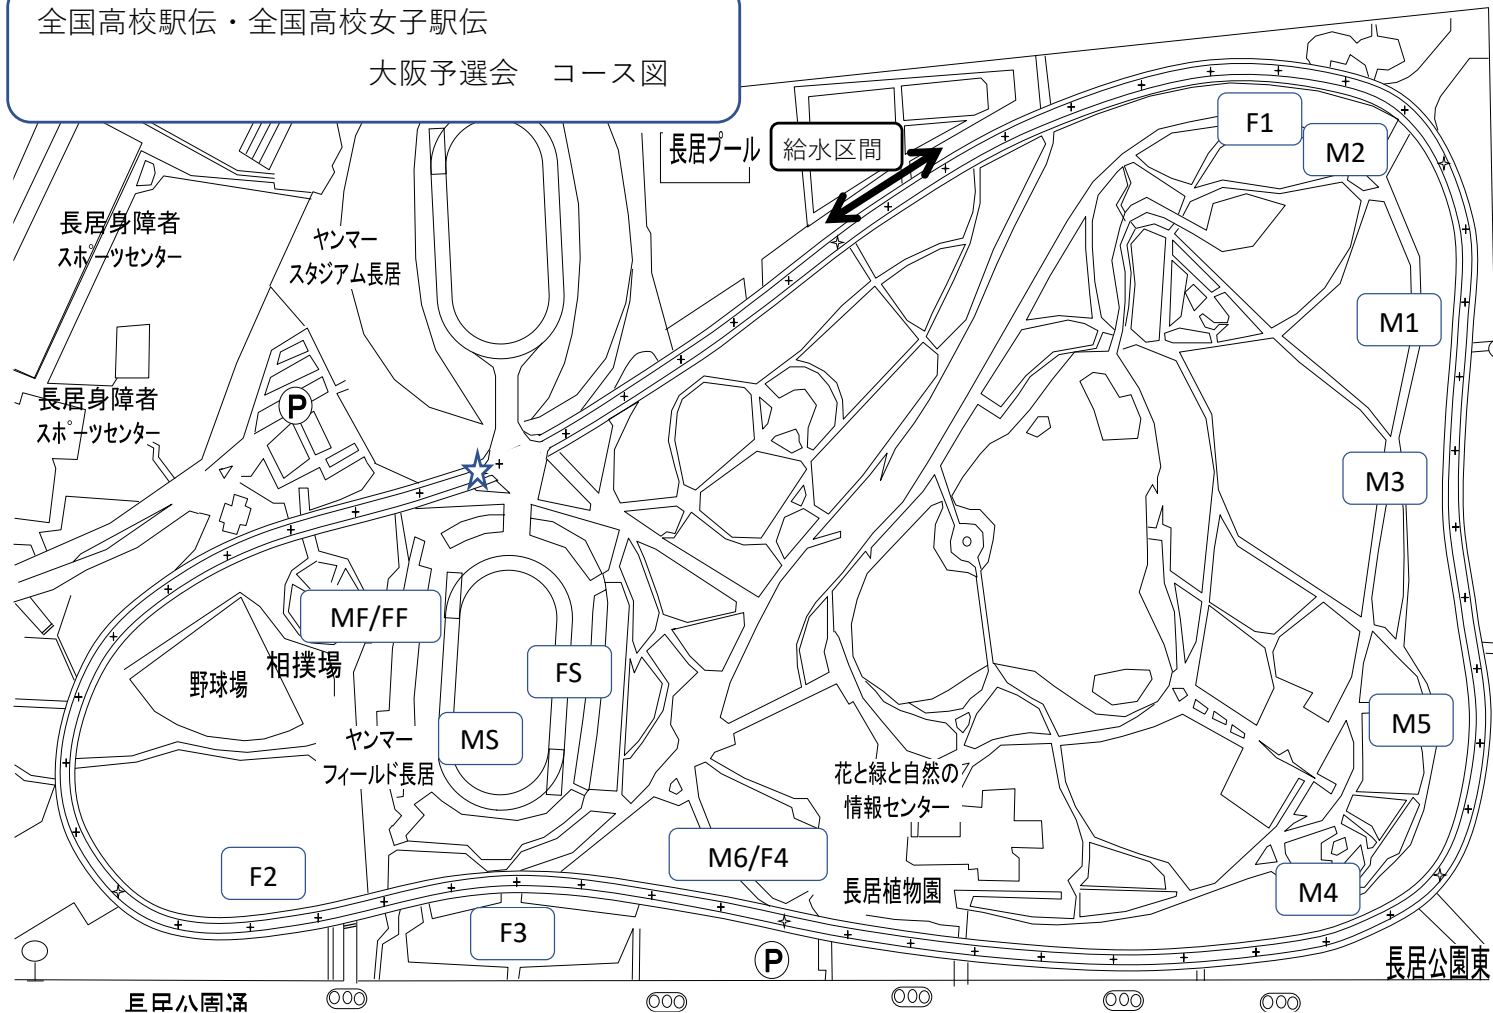 全国高校駅伝・全国高校女子駅伝
大阪予選会　コース図
長居プール
給水区間
F1
M2
長居身障者
スポーツセンター
ヤンマー
スタジアム長居
M1
長居身障者
スポーツセンター
P
M3
MF/FF
相撲場
野球場
FS
MS
M5
ヤンマー
フィールド長居
花と緑と自然の
情報センター
M6/F4
F2
長居植物園
M4
F3
P
長居公園東
長居公園通